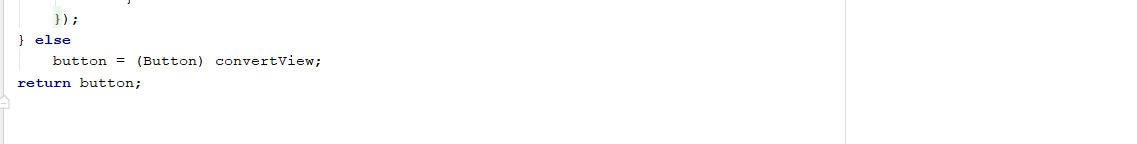 });
} else
button = (Button) convertView;
return button;